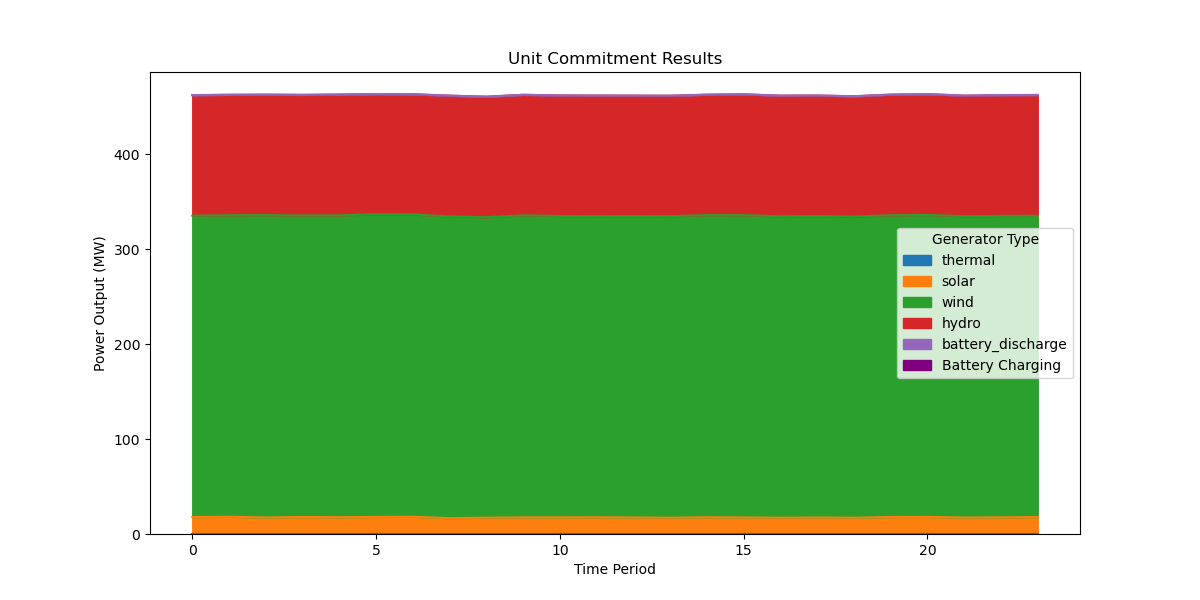 Unit Commitment Results
Power Output (MW)
400
300
200
100
0
Generator Type
thermal
solar
wind
hydro
battery_discharge
Battery Charging
0 5 10 15 20
Time Period